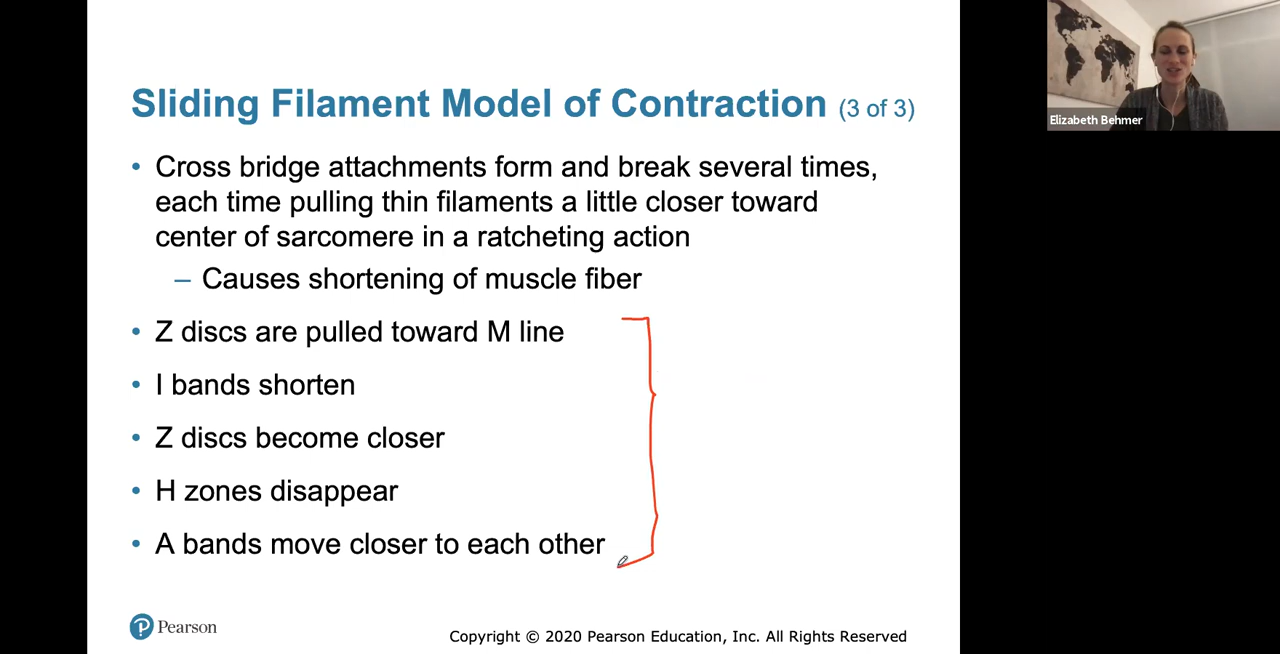 Sliding Filament Model of Contraction (3 of 3)
• Cross bridge attachments form and break several times,
each time pulling thin filaments a little closer toward
center of sarcomere in a ratcheting action
– Causes shortening of muscle fiber
• Z discs are pulled toward M line
• I bands shorten
• Z discs become closer
• H zones disappear
• A bands move closer to each other
Pearson
Copyright © 2020 Pearson Education, Inc. All Rights Reserved
Elizabeth Behmer